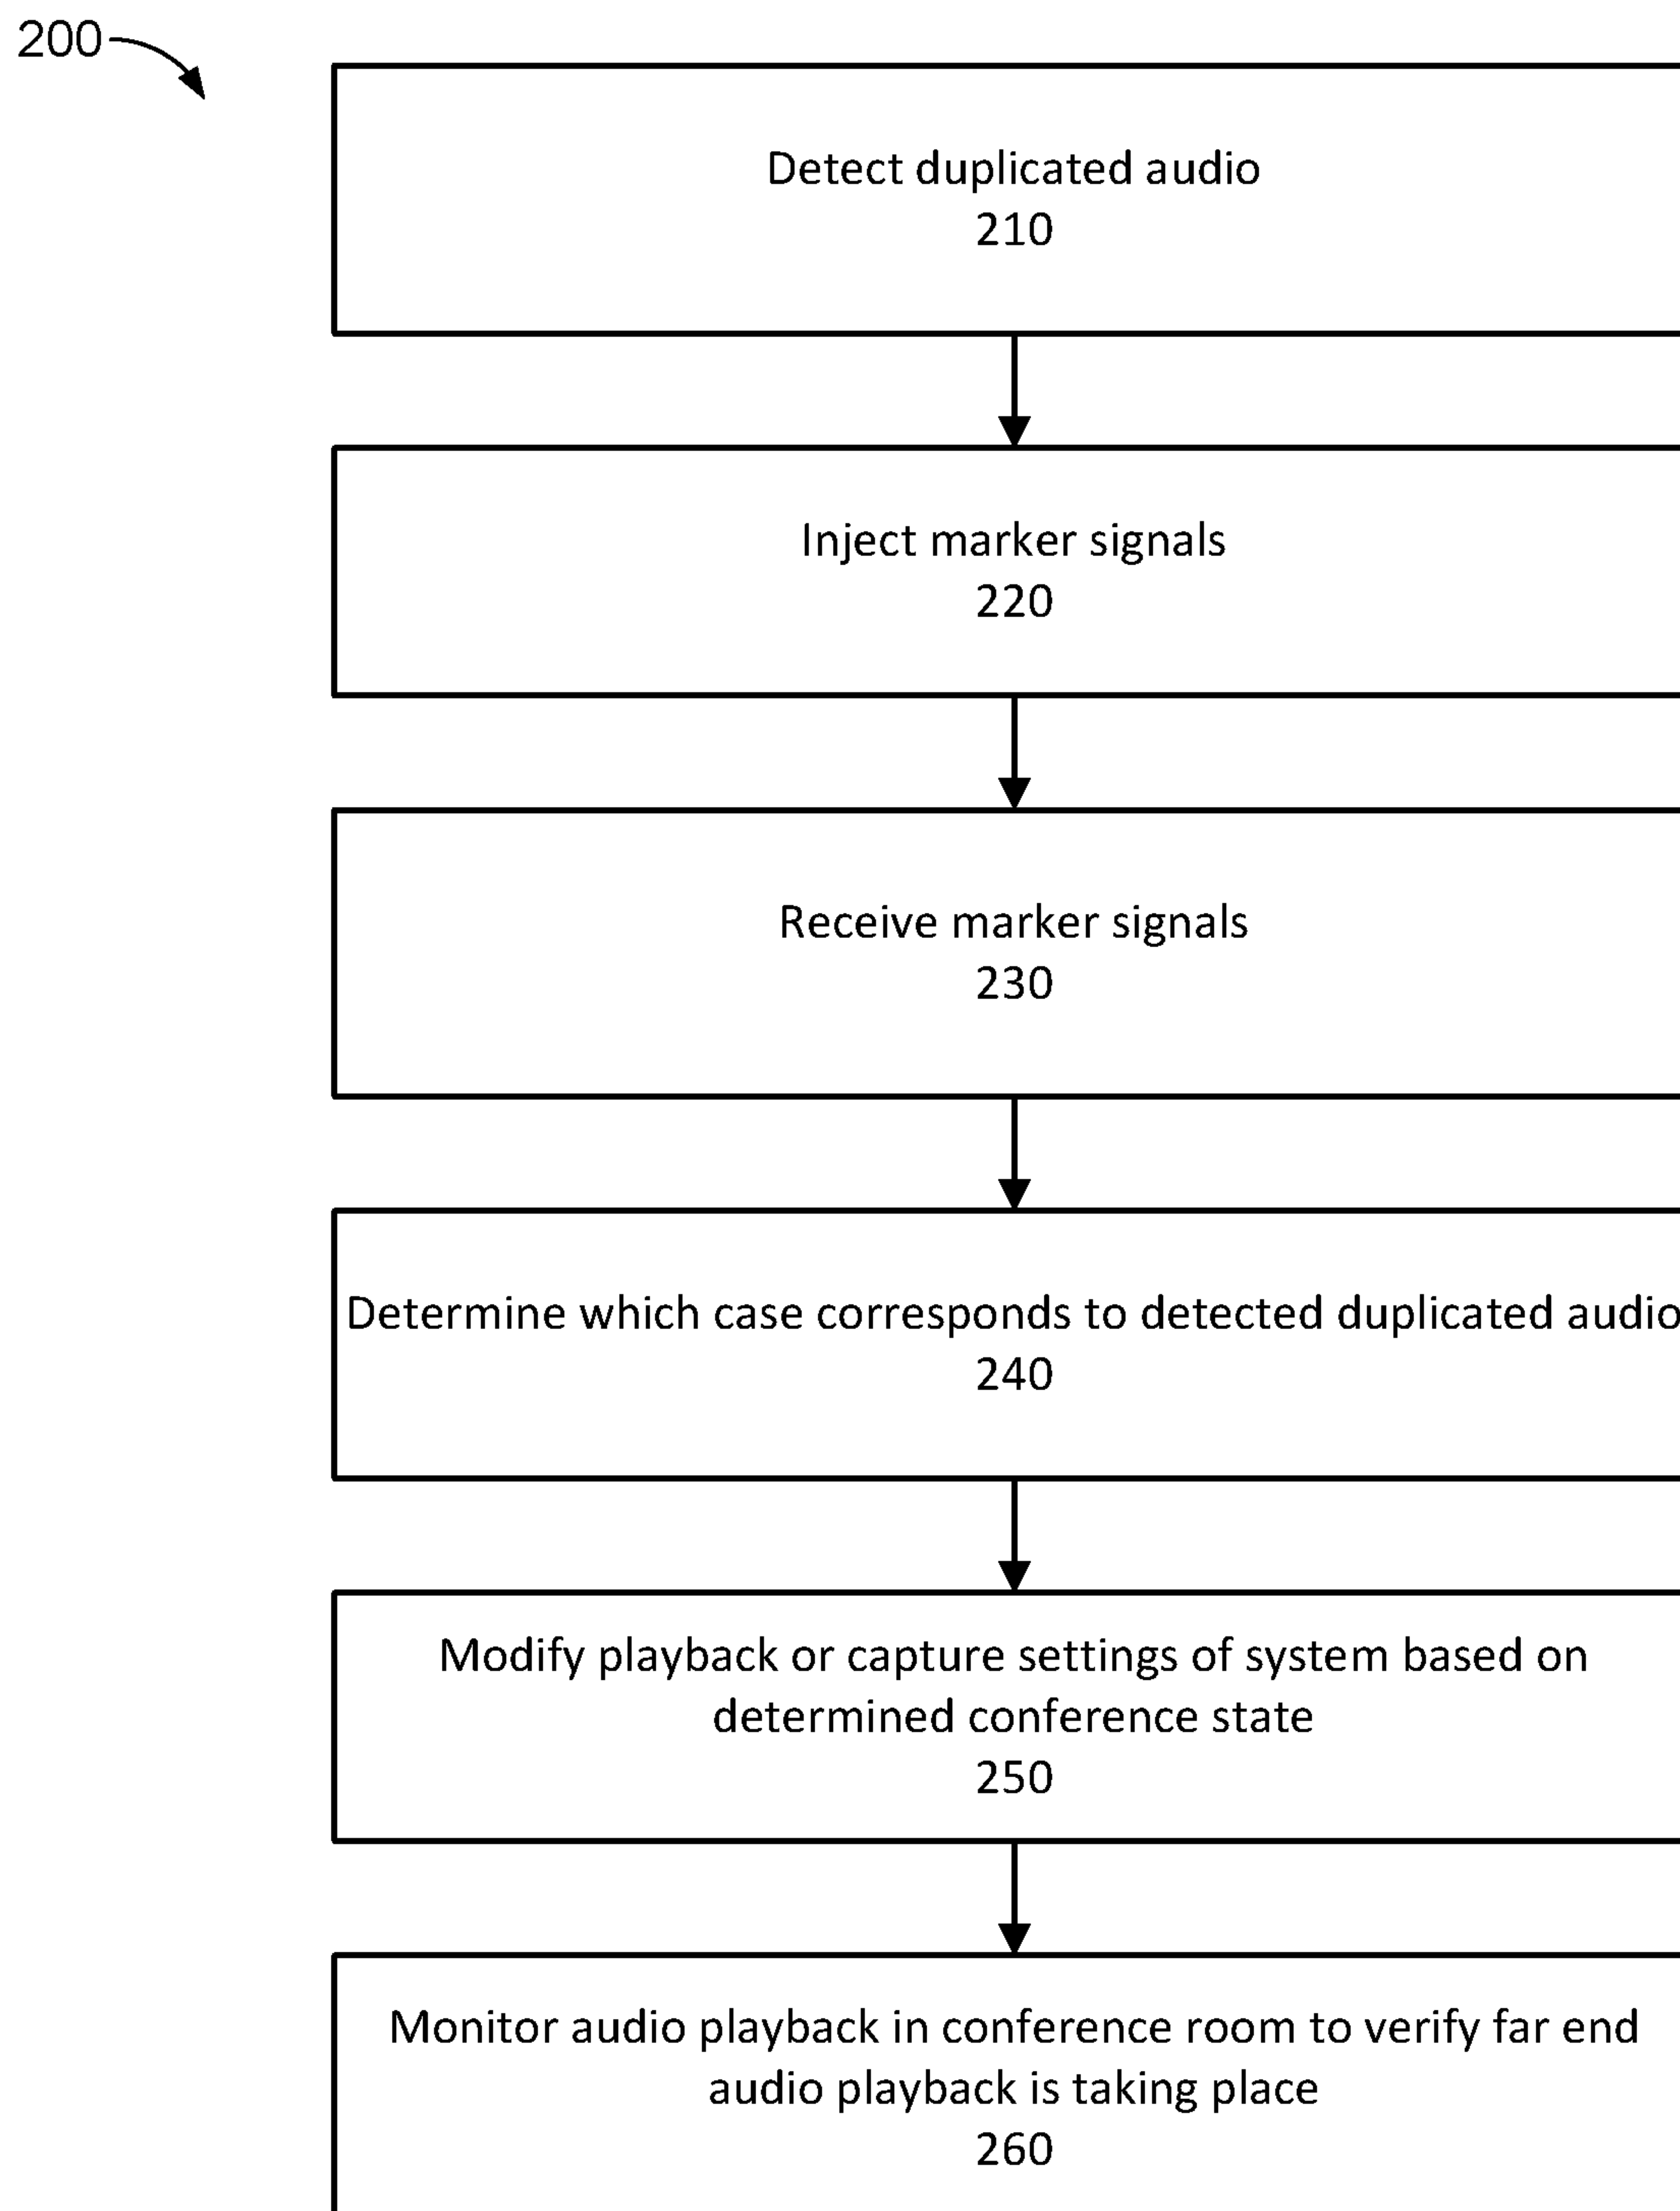 200
Detect duplicated audio
210
Inject marker signals
220
Receive marker signals
230
Determine which case corresponds to detected duplicated audio
240
Modify playback or capture settings of system based on
determined conference state
250
Monitor audio playback in conference room to verify far end
audio playback is taking place
260